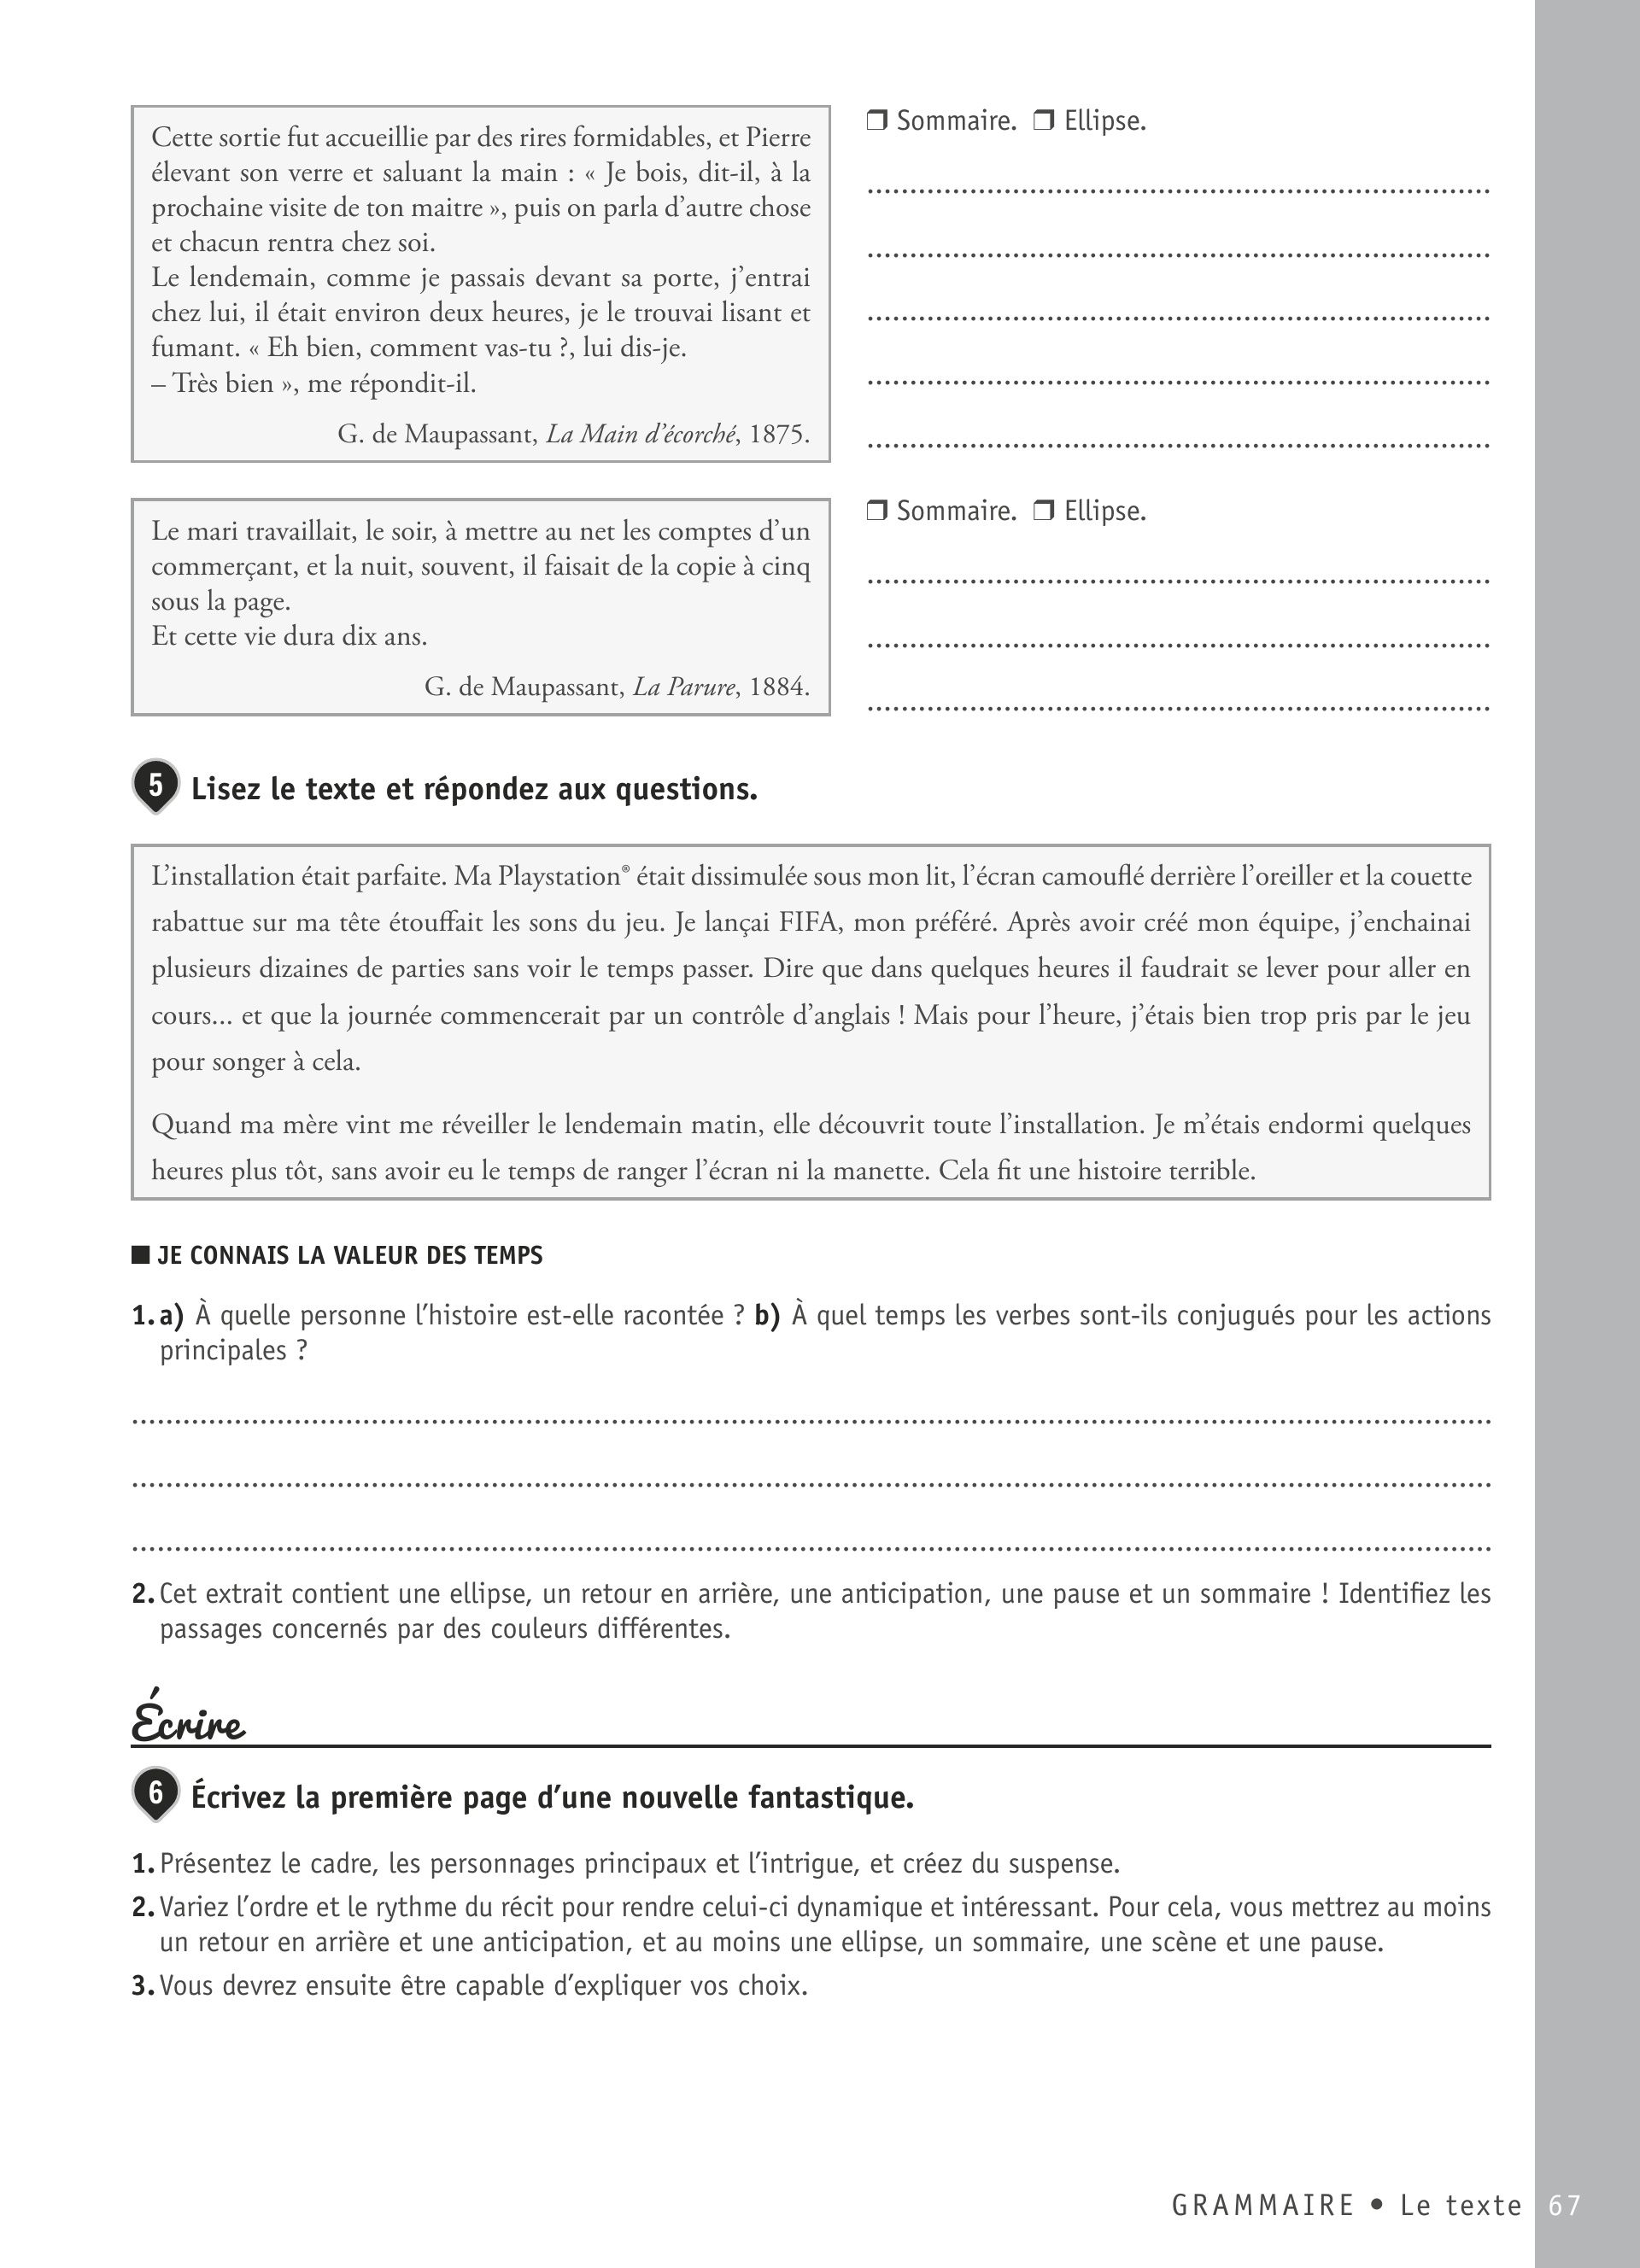 Cette sortie fut accueillie par des rires formidables, et Pierre
élevant son verre et saluant la main : « Je bois, dit-il, à la
prochaine visite de ton maitre », puis on parla d’autre chose
et chacun rentra chez soi.
Le lendemain, comme je passais devant sa porte, j’entrai
chez lui, il était environ deux heures, je le trouvai lisant et
fumant. « Eh bien, comment vas-tu ?, lui dis-je.
– Très bien », me répondit-il.
G. de Maupassant, La Main d’écorché, 1875.
❒ Sommaire. ❒ Ellipse.
Le mari travaillait, le soir, à mettre au net les comptes d’un
commerçant, et la nuit, souvent, il faisait de la copie à cinq
sous la page.
Et cette vie dura dix ans.
G. de Maupassant, La Parure, 1884.
❒ Sommaire. ❒ Ellipse.
5 Lisez le texte et répondez aux questions.
L’installation était parfaite. Ma Playstation® était dissimulée sous mon lit, l’écran camouflé derrière l’oreiller et la couette
rabattue sur ma tête étouffait les sons du jeu. Je lançai FIFA, mon préféré. Après avoir créé mon équipe, j’enchainai
plusieurs dizaines de parties sans voir le temps passer. Dire que dans quelques heures il faudrait se lever pour aller en
cours... et que la journée commencerait par un contrôle d’anglais ! Mais pour l’heure, j’étais bien trop pris par le jeu
pour songer à cela.
Quand ma mère vint me réveiller le lendemain matin, elle découvrit toute l’installation. Je m’étais endormi quelques
heures plus tôt, sans avoir eu le temps de ranger l’écran ni la manette. Cela fit une histoire terrible.
■ JE CONNAIS LA VALEUR DES TEMPS
1. a) À quelle personne l’histoire est-elle racontée ? b) À quel temps les verbes sont-ils conjugués pour les actions
principales ?
2. Cet extrait contient une ellipse, un retour en arrière, une anticipation, une pause et un sommaire ! Identifiez les
passages concernés par des couleurs différentes.
Écrire
6 Écrivez la première page d’une nouvelle fantastique.
1. Présentez le cadre, les personnages principaux et l’intrigue, et créez du suspense.
2. Variez l’ordre et le rythme du récit pour rendre celui-ci dynamique et intéressant. Pour cela, vous mettrez au moins
un retour en arrière et une anticipation, et au moins une ellipse, un sommaire, une scène et une pause.
3. Vous devrez ensuite être capable d’expliquer vos choix.
GRAMMAIRE • Le texte 67